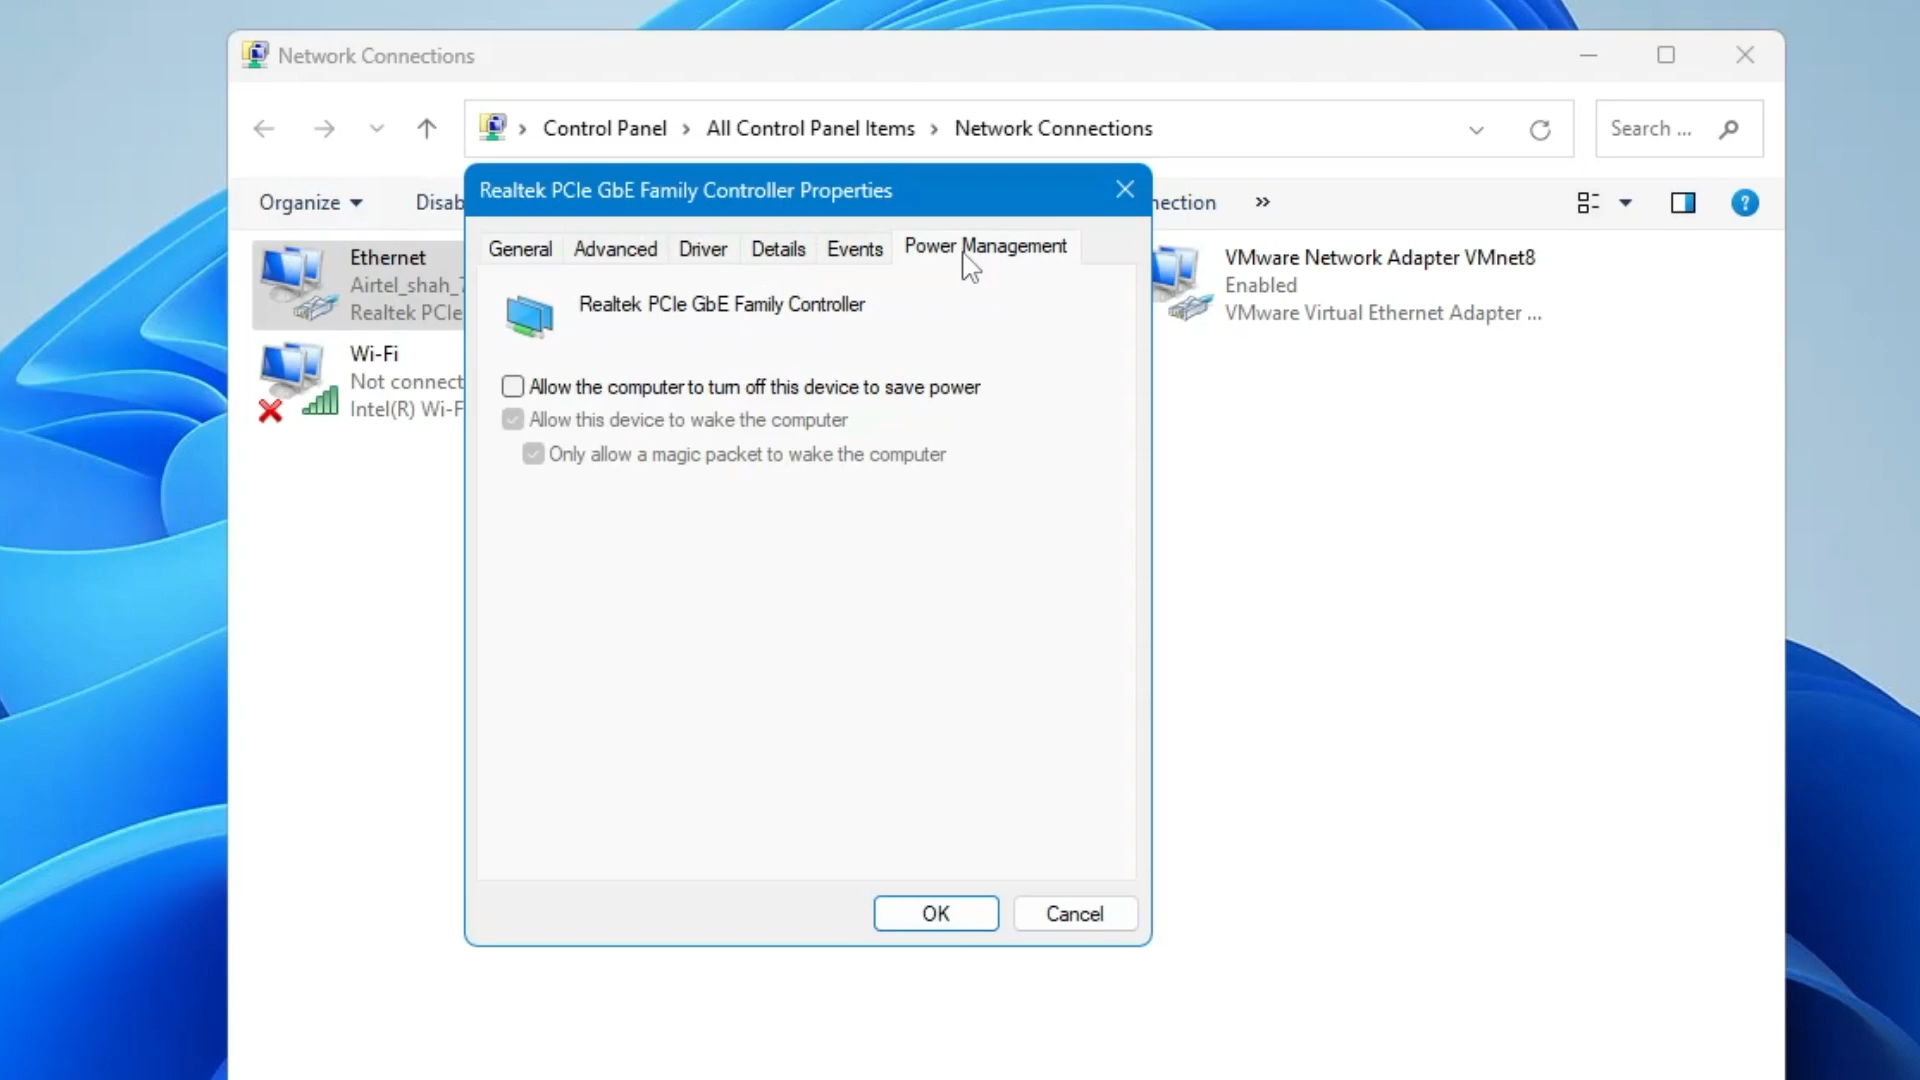 Network Connections
Control Panel > All Control Panel Items > Network Connections
Search ...
Organize
Disab
nection
»
?
Realtek PCIe GbE Family Controller Properties
General
Advanced
Driver
Details
Events
Power Management
Realtek PCIe GbE Family Controller
Allow the computer to turn off this device to save power
Allow this device to wake the computer
Only allow a magic packet to wake the computer
OK
Cancel
Ethernet
Airtel_shah_7
Realtek PCIe
Wi-Fi
Not connect
Intel(R) Wi-F
VMware Network Adapter VMnet8
Enabled
VMware Virtual Ethernet Adapter ...